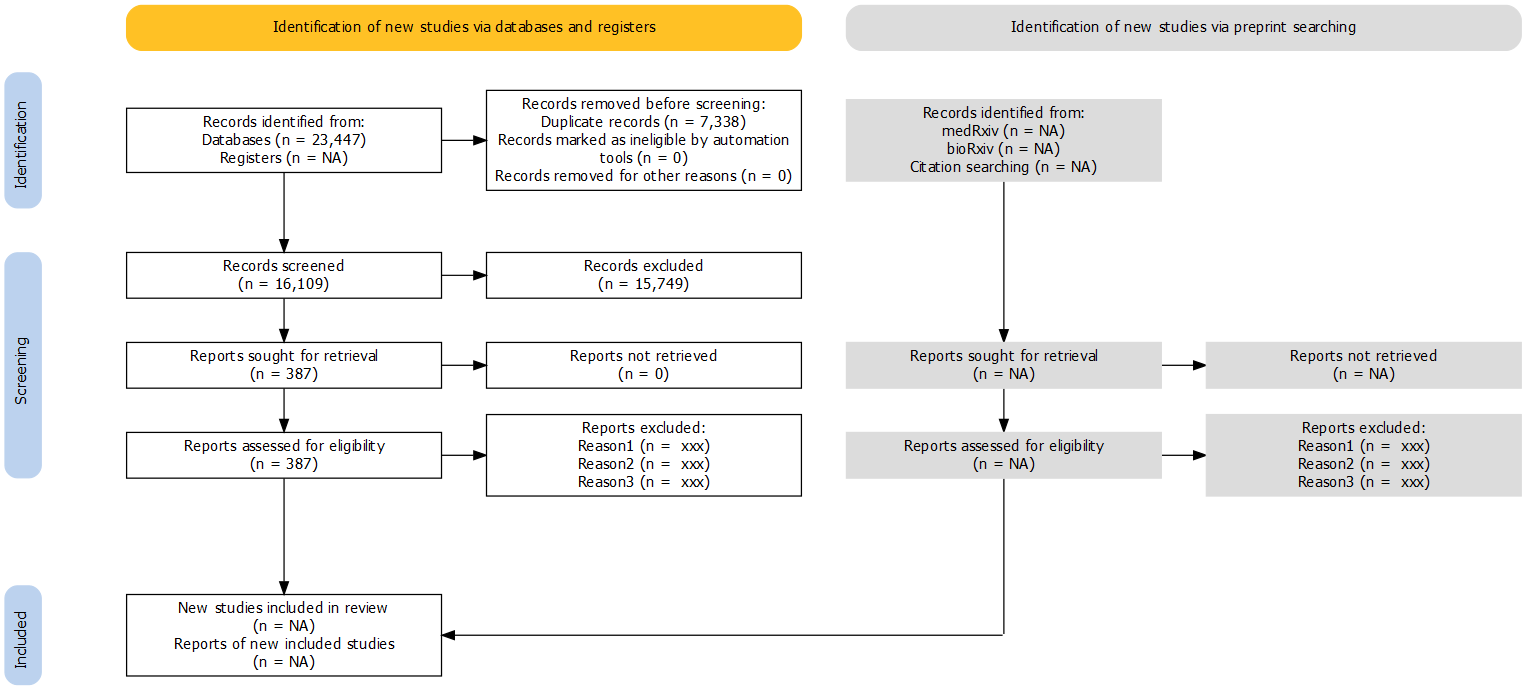 Identification of new studies via databases and registers
Identification of new studies via preprint searching
Identification
Records identified from:
Databases (n = 23,447)
Registers (n = NA)
Records removed before screening:
Duplicate records (n = 7,338)
Records marked as ineligible by automation
tools (n = 0)
Records removed for other reasons (n = 0)
Records identified from:
medRxiv (n = NA)
bioRxiv (n = NA)
Citation searching (n = NA)
Screening
Records screened
(n = 16,109)
Records excluded
(n = 15,749)
Reports sought for retrieval
(n = 387)
Reports not retrieved
(n = 0)
Reports sought for retrieval
(n = NA)
Reports not retrieved
(n = NA)
Reports assessed for eligibility
(n = 387)
Reports excluded:
Reason1 (n = xxx)
Reason2 (n = xxx)
Reason3 (n = xxx)
Reports assessed for eligibility
(n = NA)
Reports excluded:
Reason1 (n = xxx)
Reason2 (n = xxx)
Reason3 (n = xxx)
Included
New studies included in review
(n = NA)
Reports of new included studies
(n = NA)